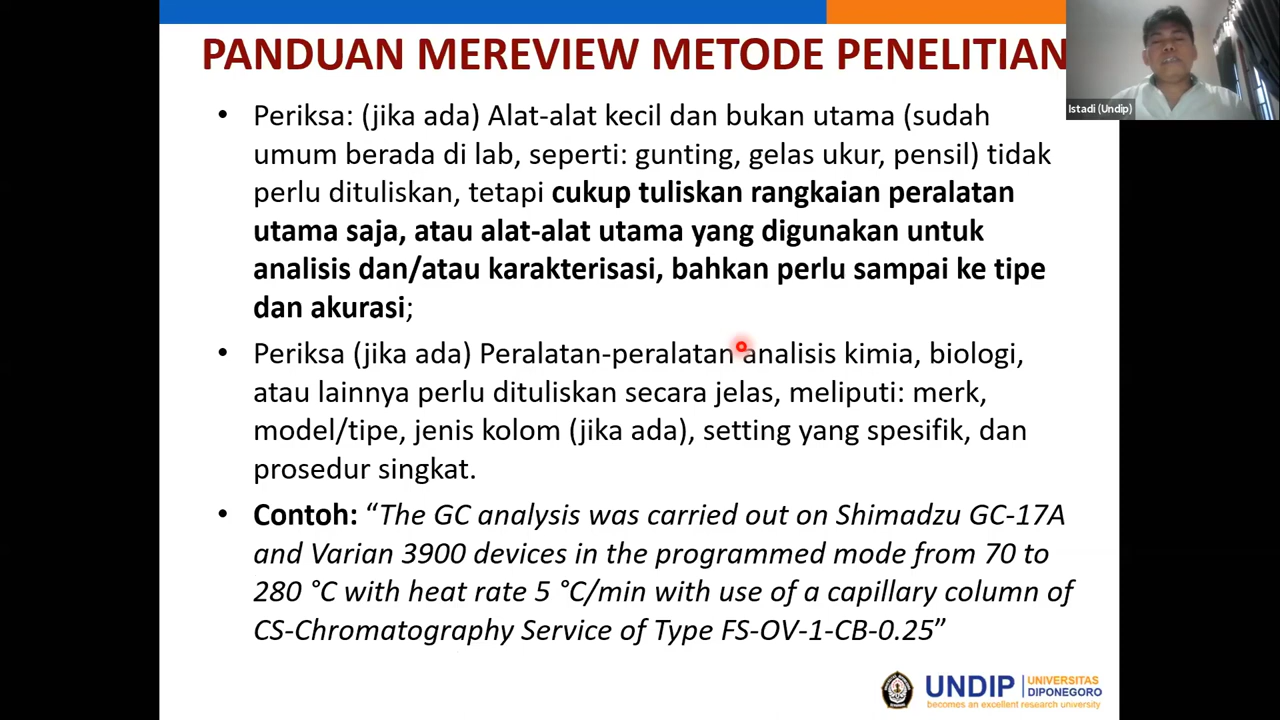 PANDUAN MEREVIEW METODE PENELITIAN
Istadi (Undip)
• Periksa: (jika ada) Alat-alat kecil dan bukan utama (sudah
umum berada di lab, seperti: gunting, gelas ukur, pensil) tidak
perlu dituliskan, tetapi cukup tuliskan rangkaian peralatan
utama saja, atau alat-alat utama yang digunakan untuk
analisis dan/atau karakterisasi, bahkan perlu sampai ke tipe
dan akurasi;
• Periksa (jika ada) Peralatan-peralatan analisis kimia, biologi,
atau lainnya perlu dituliskan secara jelas, meliputi: merk,
model/tipe, jenis kolom (jika ada), setting yang spesifik, dan
prosedur singkat.
• Contoh: “The GC analysis was carried out on Shimadzu GC-17A
and Varian 3900 devices in the programmed mode from 70 to
280 °C with heat rate 5 °C/min with use of a capillary column of
CS-Chromatography Service of Type FS-OV-1-CB-0.25”
UNDIP UNIVERSITAS
DIPONEGORO
becomes an excellent research university